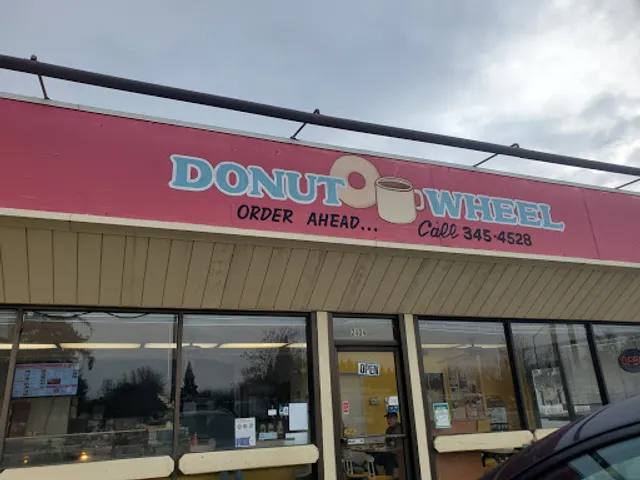 DONUT WHEEL
ORDER AHEAD...
Call 345-4528
OPEN